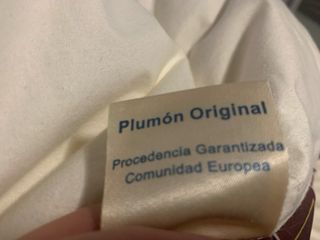 Plumón Original
Procedencia Garantizada
Comunidad Europea